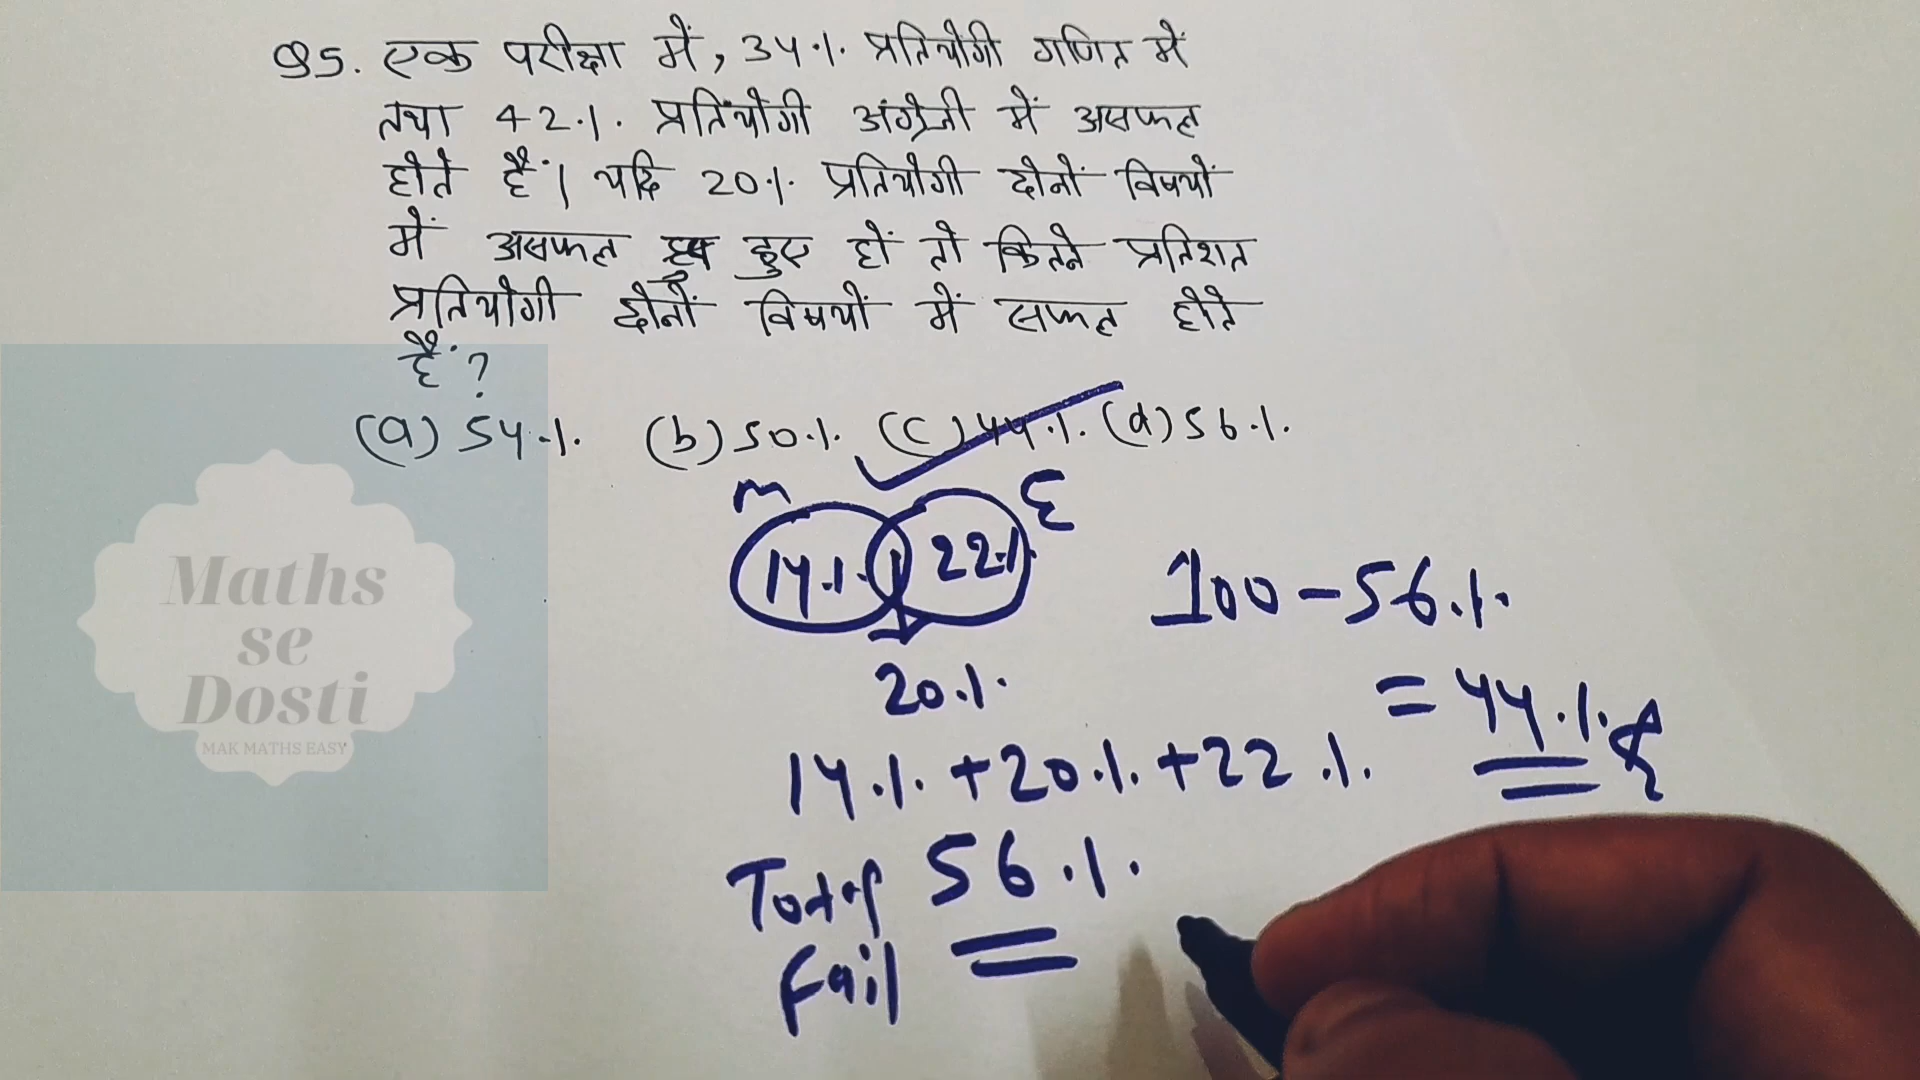 Q5. एक परीक्षा में, 34% प्रतियोगी गणित में
तथा 42% प्रतियोगी अंग्रेजी में असफल
होते हैं। यदि 20% प्रतियोगी दोनों विषयों
में असफल हुए हों तो कितने प्रतिशत
प्रतियोगी दोनों विषयों में सफल होते
हैं?
(a) 54% (b) 50% (c) 44% (d) 56%
M E
14% 22%
20%
100-56%
= 44%
14% +20% +22%
Total 56%
Fail
Maths
se
Dosti
MAK MATHS EASY